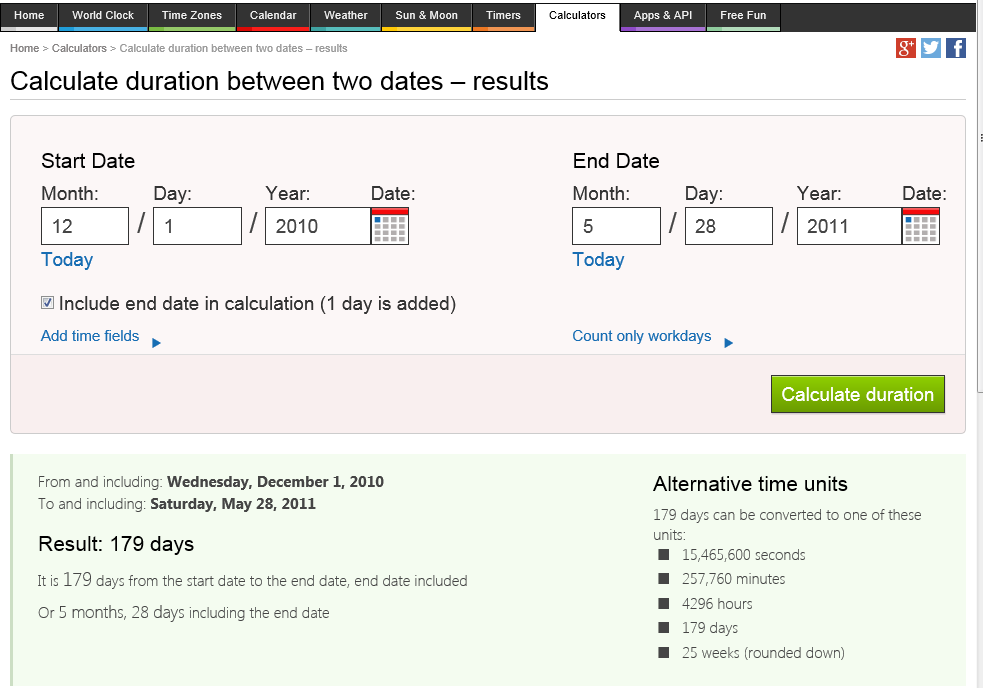 Home World Clock Time Zones Calendar Weather Sun & Moon Timers Calculators Apps & API Free Fun
Home > Calculators > Calculate duration between two dates – results
g+ f
Calculate duration between two dates – results
Start Date
Month: Day: Year: Date:
12 / 1 / 2010
Today
End Date
Month: Day: Year: Date:
5 / 28 / 2011
Today
Include end date in calculation (1 day is added)
Add time fields
Count only workdays
Calculate duration
From and including: Wednesday, December 1, 2010
To and including: Saturday, May 28, 2011
Result: 179 days
It is 179 days from the start date to the end date, end date included
Or 5 months, 28 days including the end date
Alternative time units
179 days can be converted to one of these
units:
15,465,600 seconds
257,760 minutes
4296 hours
179 days
25 weeks (rounded down)